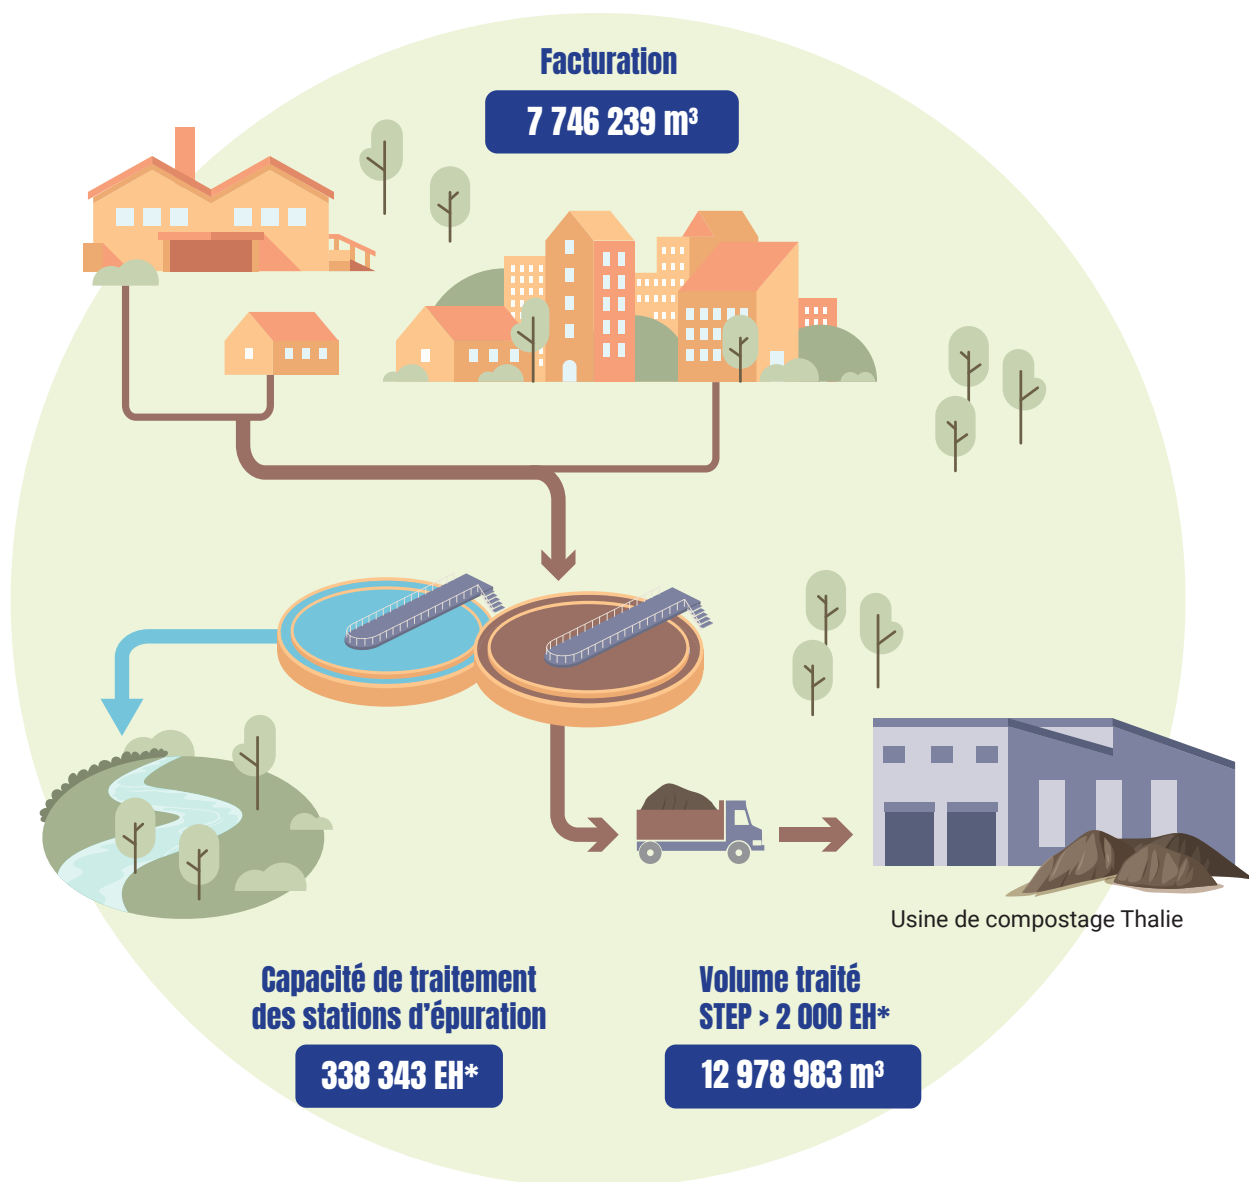 Facturation
7 746 239 m³
Usine de compostage Thalie
Capacité de traitement
des stations d’épuration
338 343 EH*
Volume traité
STEP > 2 000 EH*
12 978 983 m³